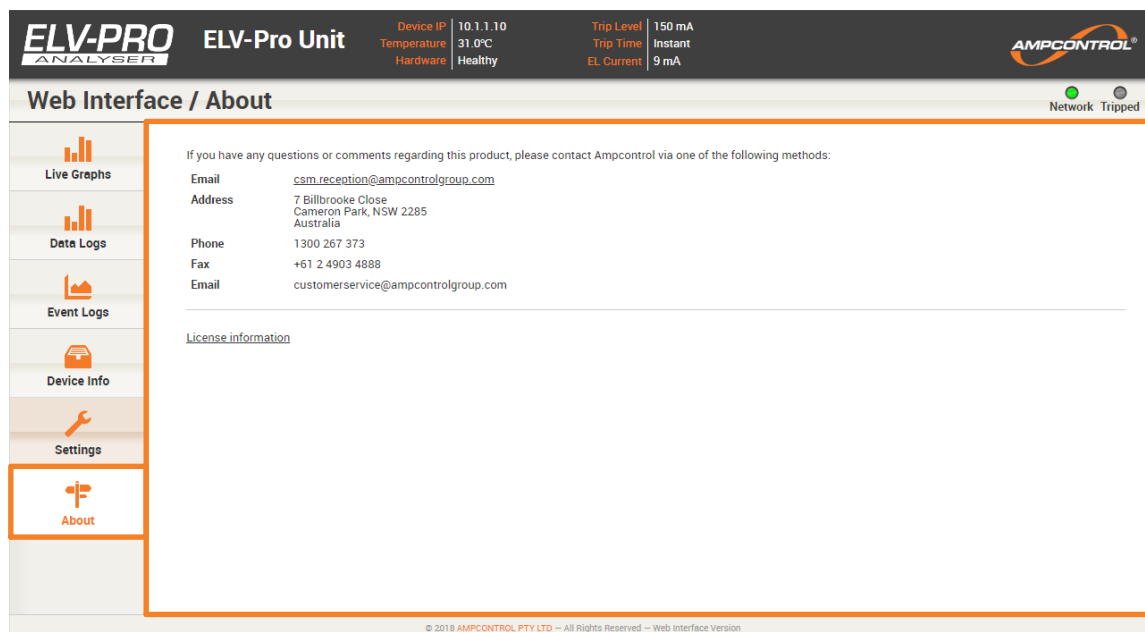 ELV-PRO
ANALYSER
ELV-Pro Unit
Device IP 10.1.1.10
Temperature 31.0ºC
Hardware Healthy
Trip Level 150 mA
Trip Time Instant
EL Current 9 mA
AMPCONTROL®
Web Interface / About
Network Tripped
Live Graphs
Data Logs
Event Logs
Device Info
Settings
About
If you have any questions or comments regarding this product, please contact Ampcontrol via one of the following methods:
Email csm.reception@ampcontrolgroup.com
Address 7 Billbrooke Close
Cameron Park, NSW 2285
Australia
Phone 1300 267 373
Fax +61 2 4903 4888
Email customerservice@ampcontrolgroup.com
License information
© 2018 AMPCONTROL PTY LTD — All Rights Reserved — Web Interface Version